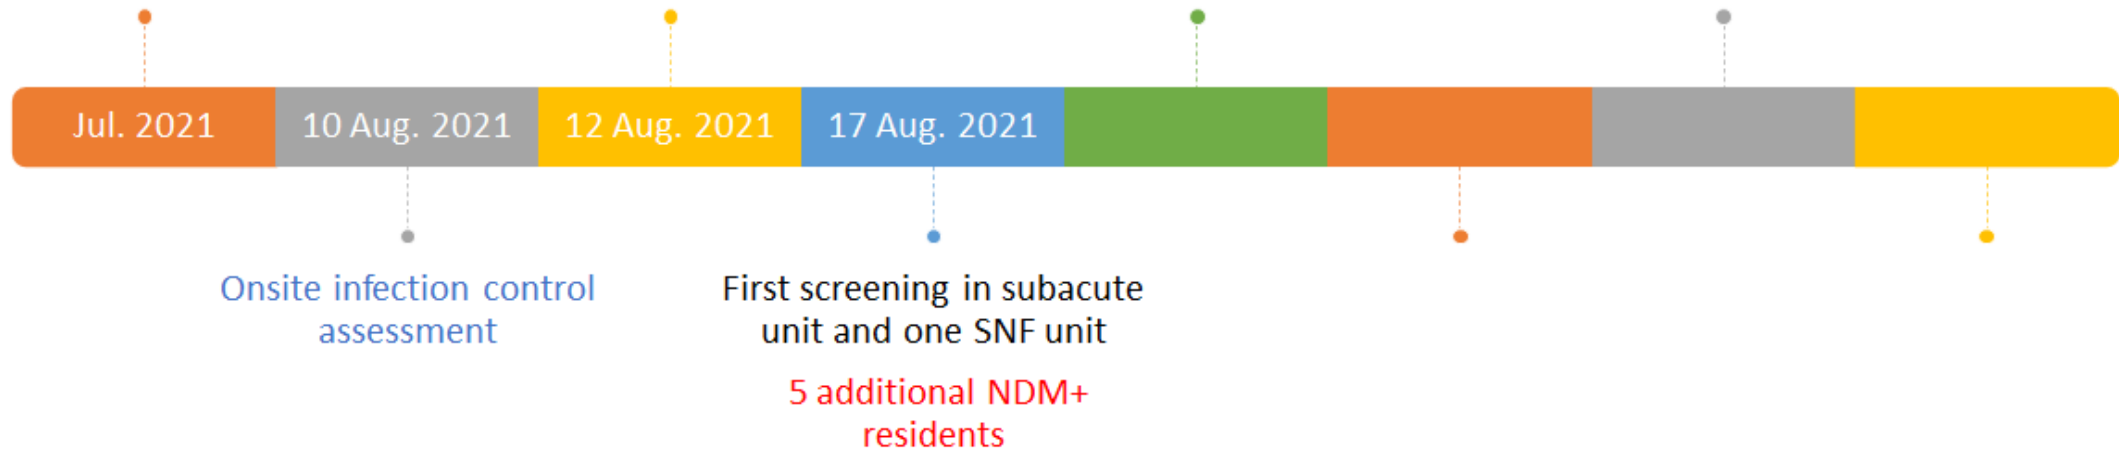 Jul. 2021
10 Aug. 2021
12 Aug. 2021
17 Aug. 2021
Onsite infection control
assessment
First screening in subacute
unit and one SNF unit
5 additional NDM+
residents